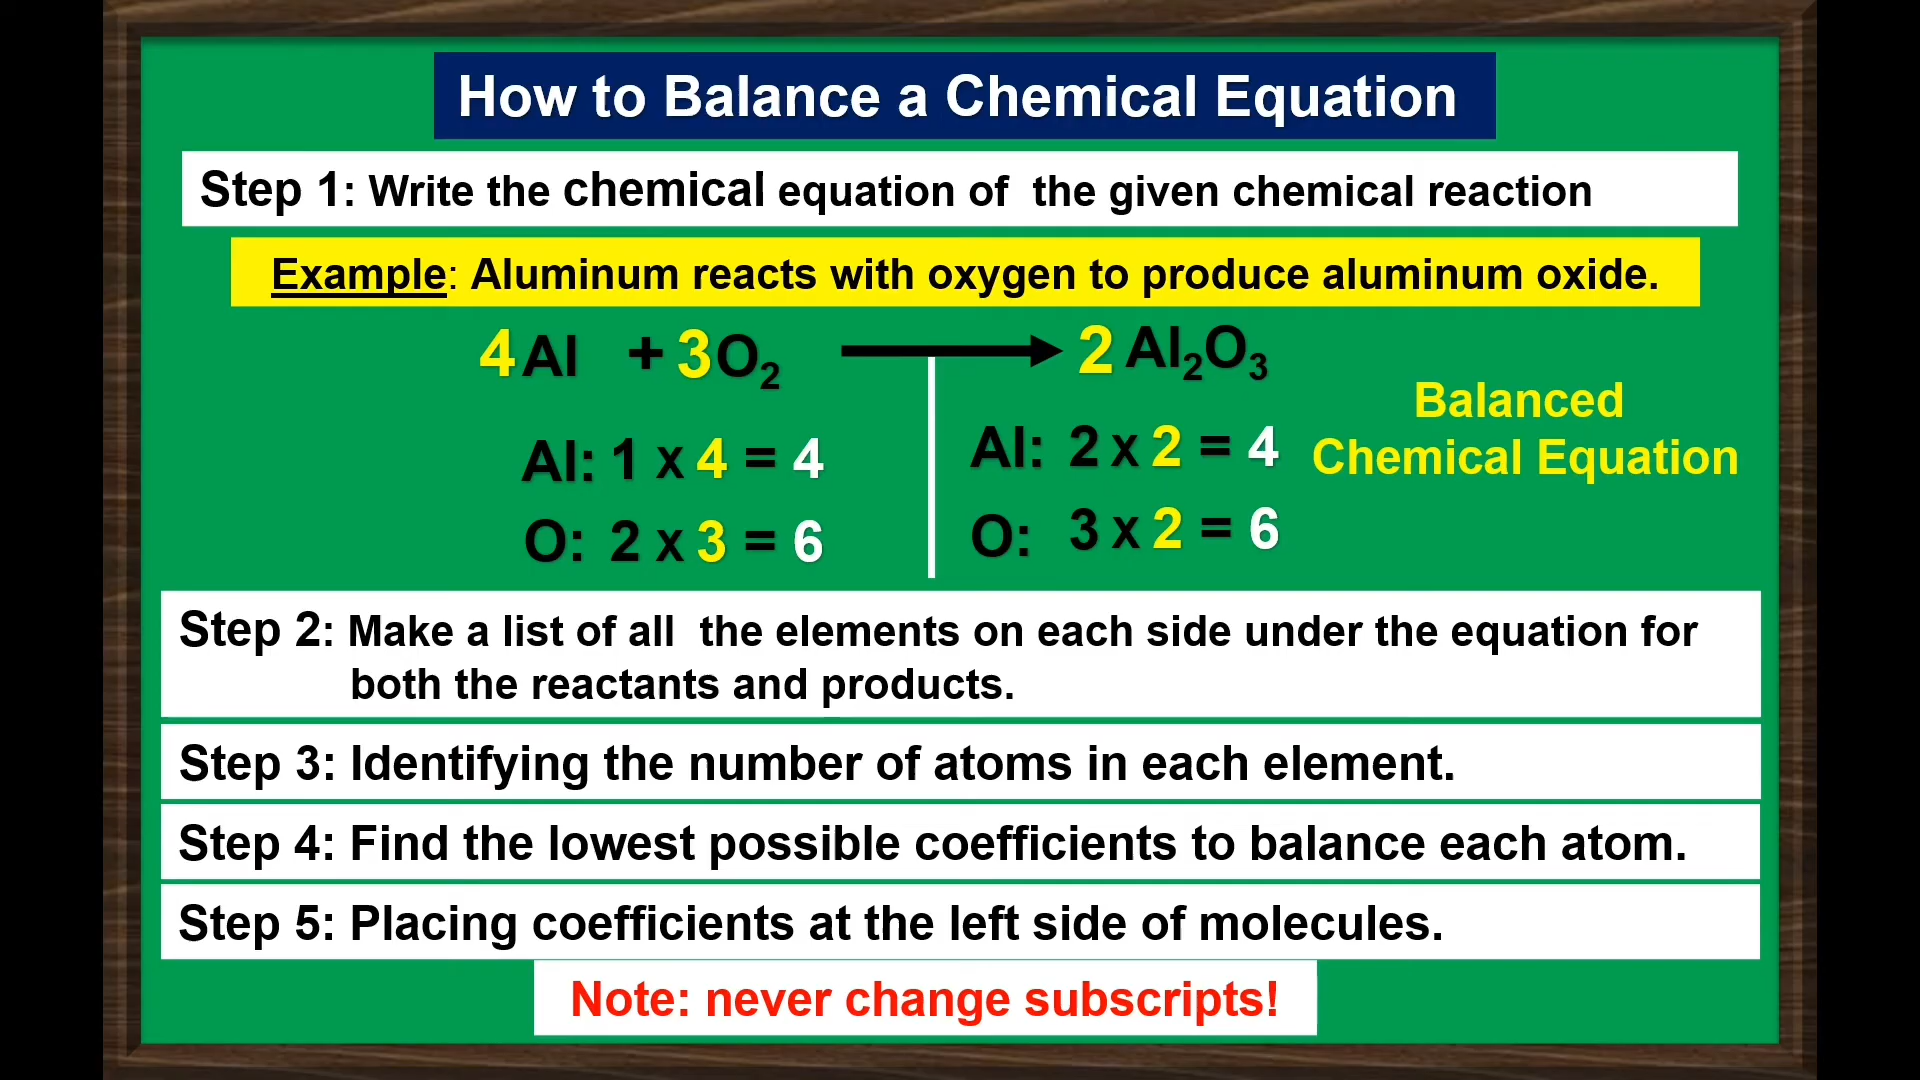 How to Balance a Chemical Equation
Step 1: Write the chemical equation of the given chemical reaction
Example: Aluminum reacts with oxygen to produce aluminum oxide.
4 Al + 3O₂ → 2 Al₂O₃
Balanced
Chemical Equation
Al: 1 x 4 = 4
O: 2 x 3 = 6
Al: 2 x 2 = 4
O: 3 x 2 = 6
Step 2: Make a list of all the elements on each side under the equation for
both the reactants and products.
Step 3: Identifying the number of atoms in each element.
Step 4: Find the lowest possible coefficients to balance each atom.
Step 5: Placing coefficients at the left side of molecules.
Note: never change subscripts!